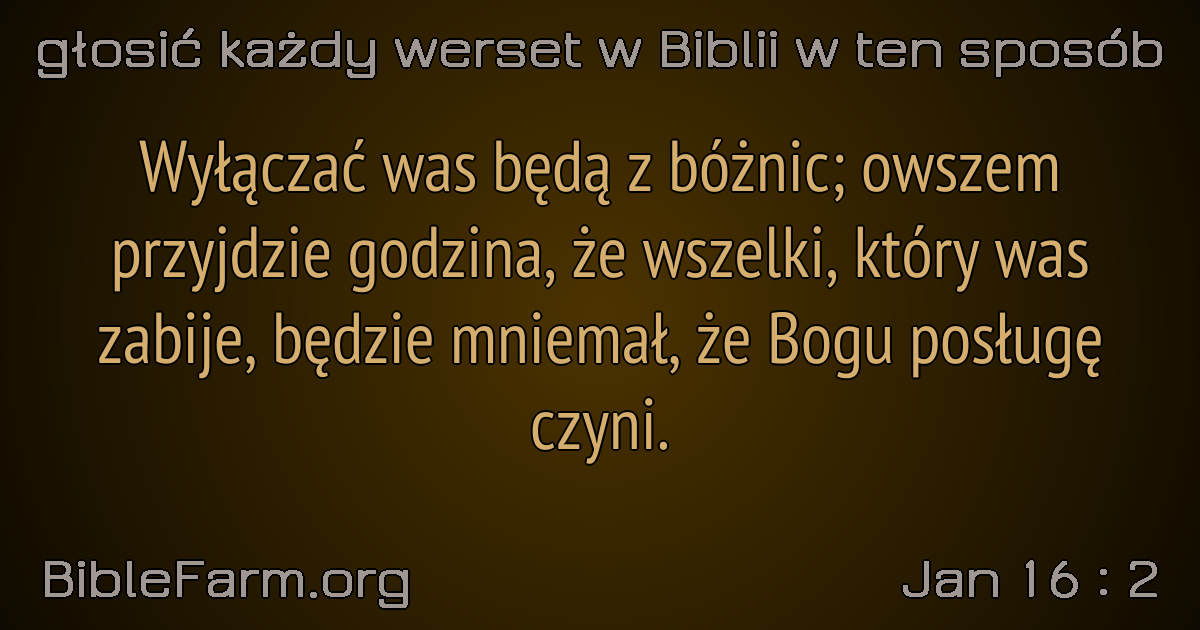 głosić każdy werset w Biblii w ten sposób
Wyłączać was będą z bóżnic; owszem
przyjdzie godzina, że wszelki, który was
zabije, będzie mniemał, że Bogu posługę
czyni.
BibleFarm.org
Jan 16 : 2